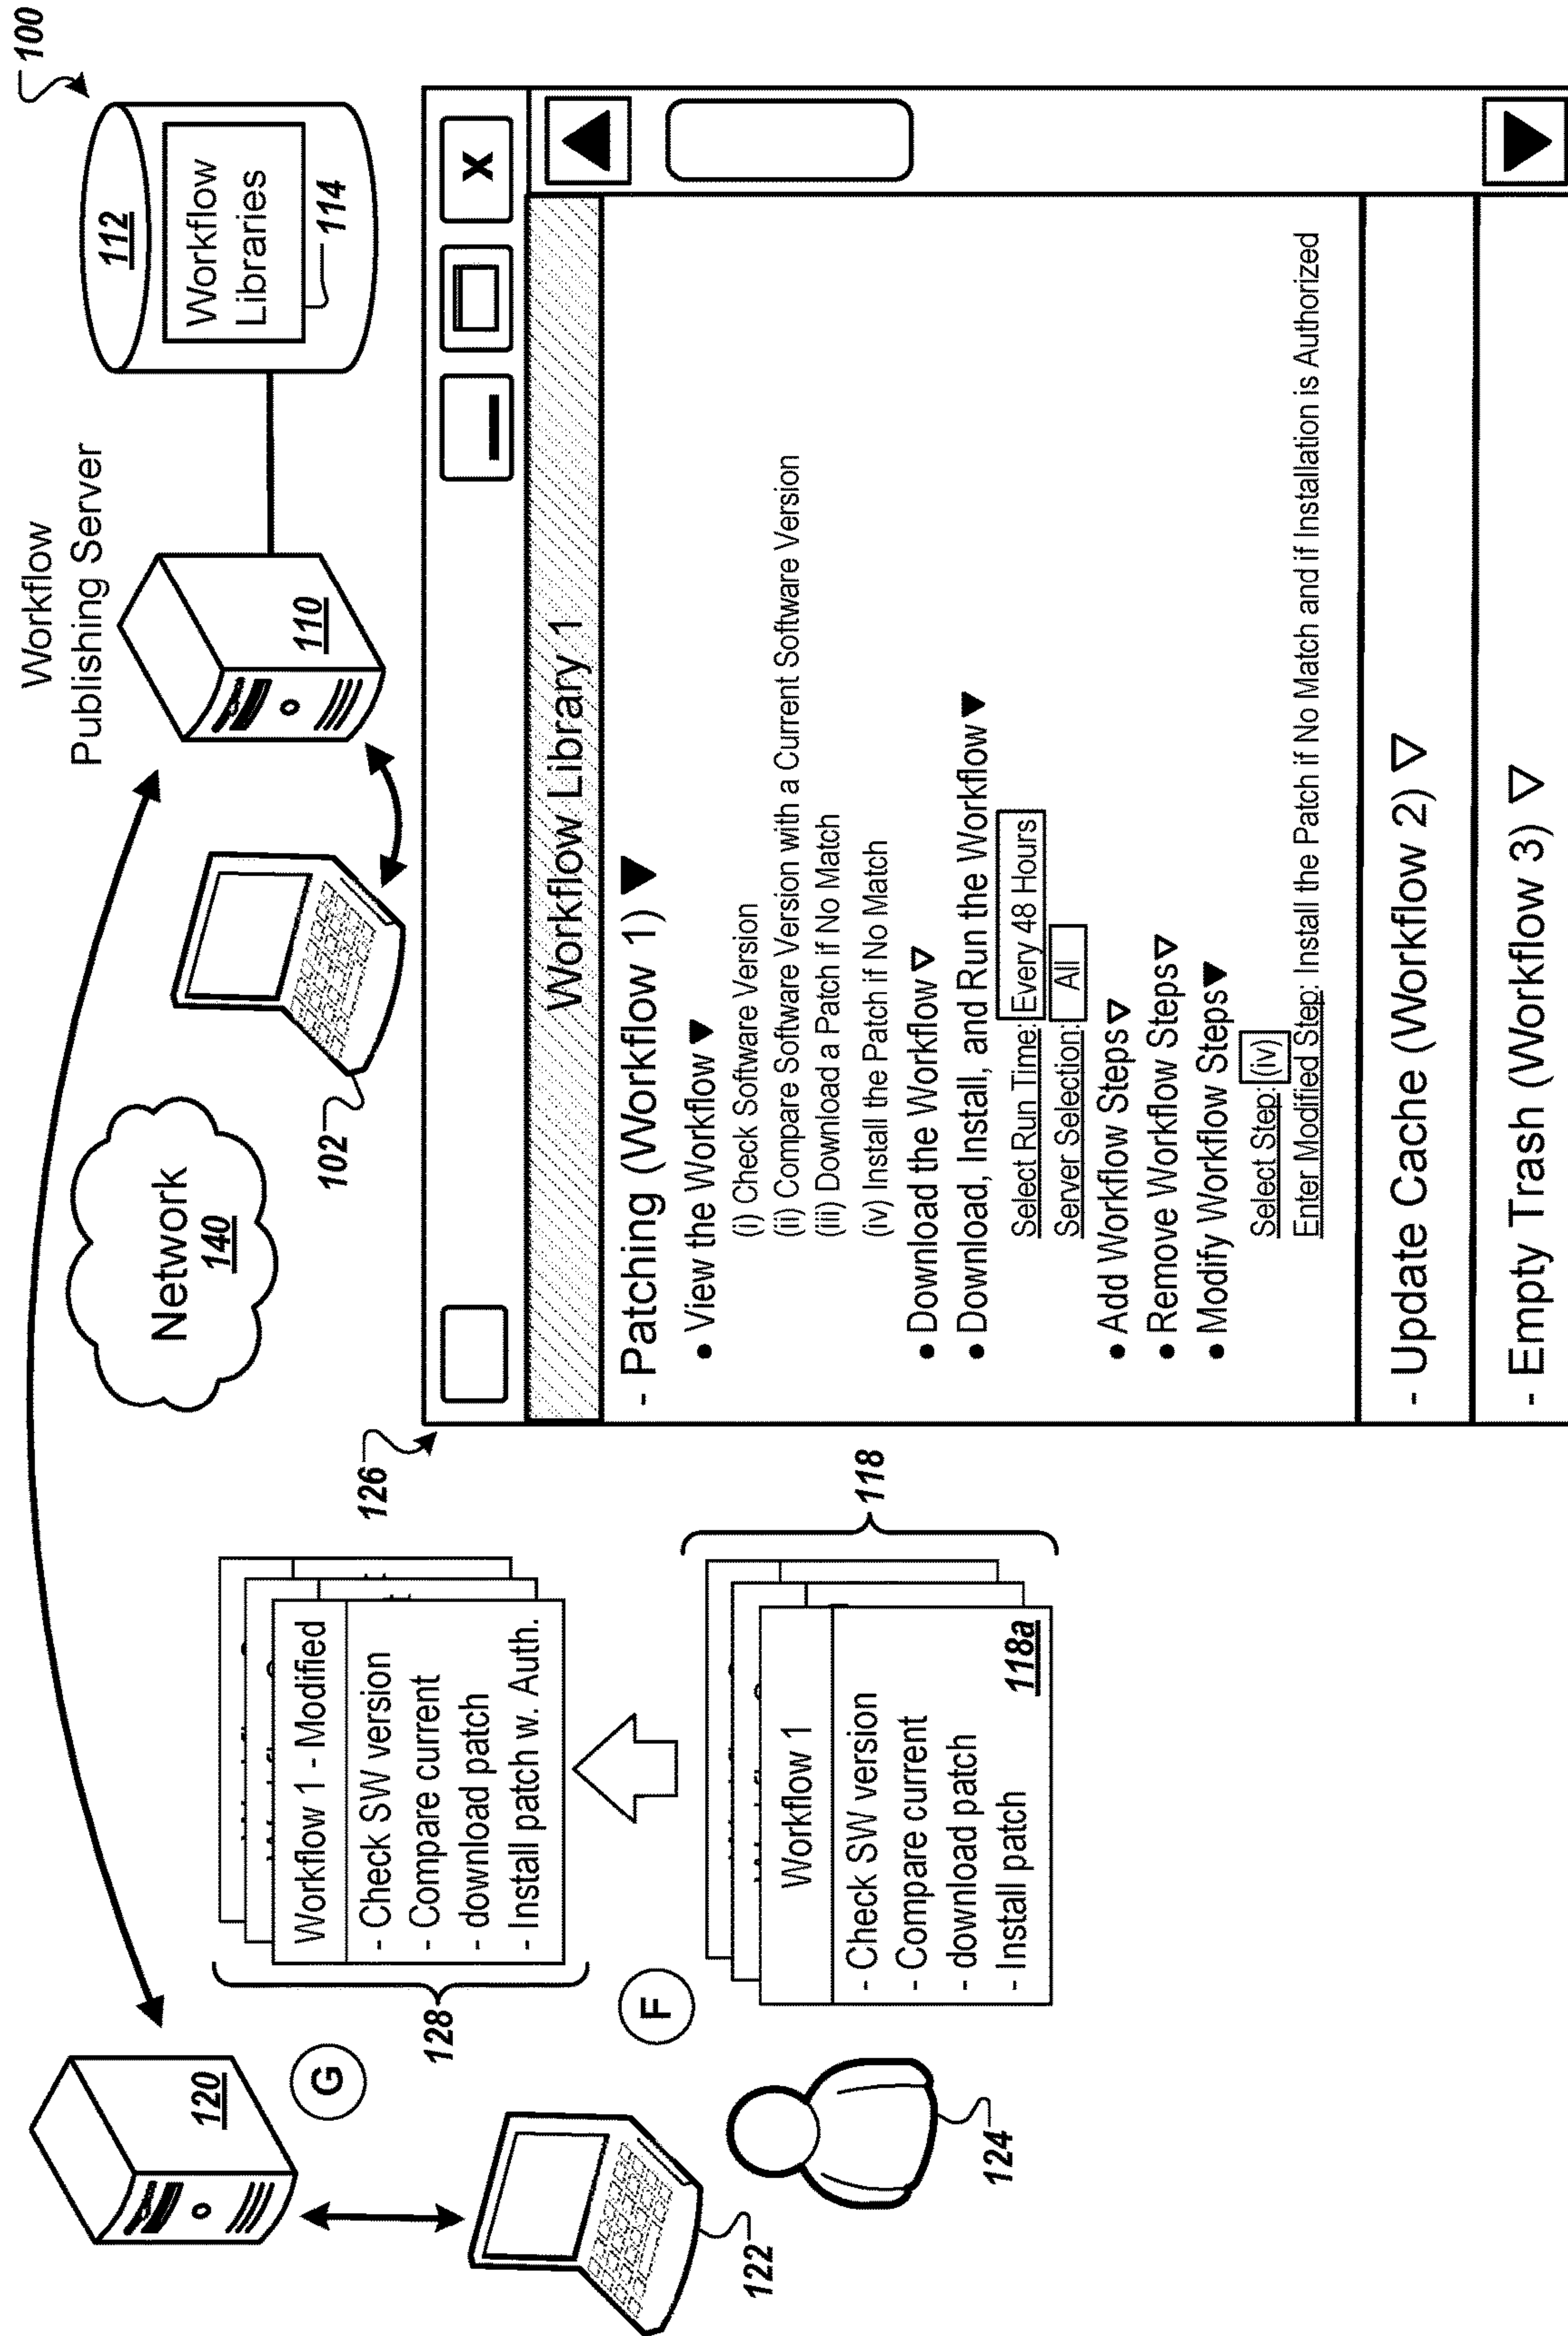 100
Workflow
Publishing Server
112
Workflow
Libraries
114
110
102
Network
140
120
G
122
124
F
128
Workflow 1 - Modified
- Check SW version
- Compare current
- download patch
- Install patch w. Auth.
118
Workflow 1
- Check SW version
- Compare current
- download patch
- Install patch
118a
126
X
Workflow Library 1
- Patching (Workflow 1) ▼
• View the Workflow ▼
(i) Check Software Version
(ii) Compare Software Version with a Current Software Version
(iii) Download a Patch if No Match
(iv) Install the Patch if No Match
• Download the Workflow ▽
• Download, Install, and Run the Workflow ▼
Select Run Time: Every 48 Hours
Server Selection: All
• Add Workflow Steps ▽
• Remove Workflow Steps ▽
• Modify Workflow Steps ▼
Select Step: (iv)
Enter Modified Step: Install the Patch if No Match and if Installation is Authorized
- Update Cache (Workflow 2) ▽
- Empty Trash (Workflow 3) ▽